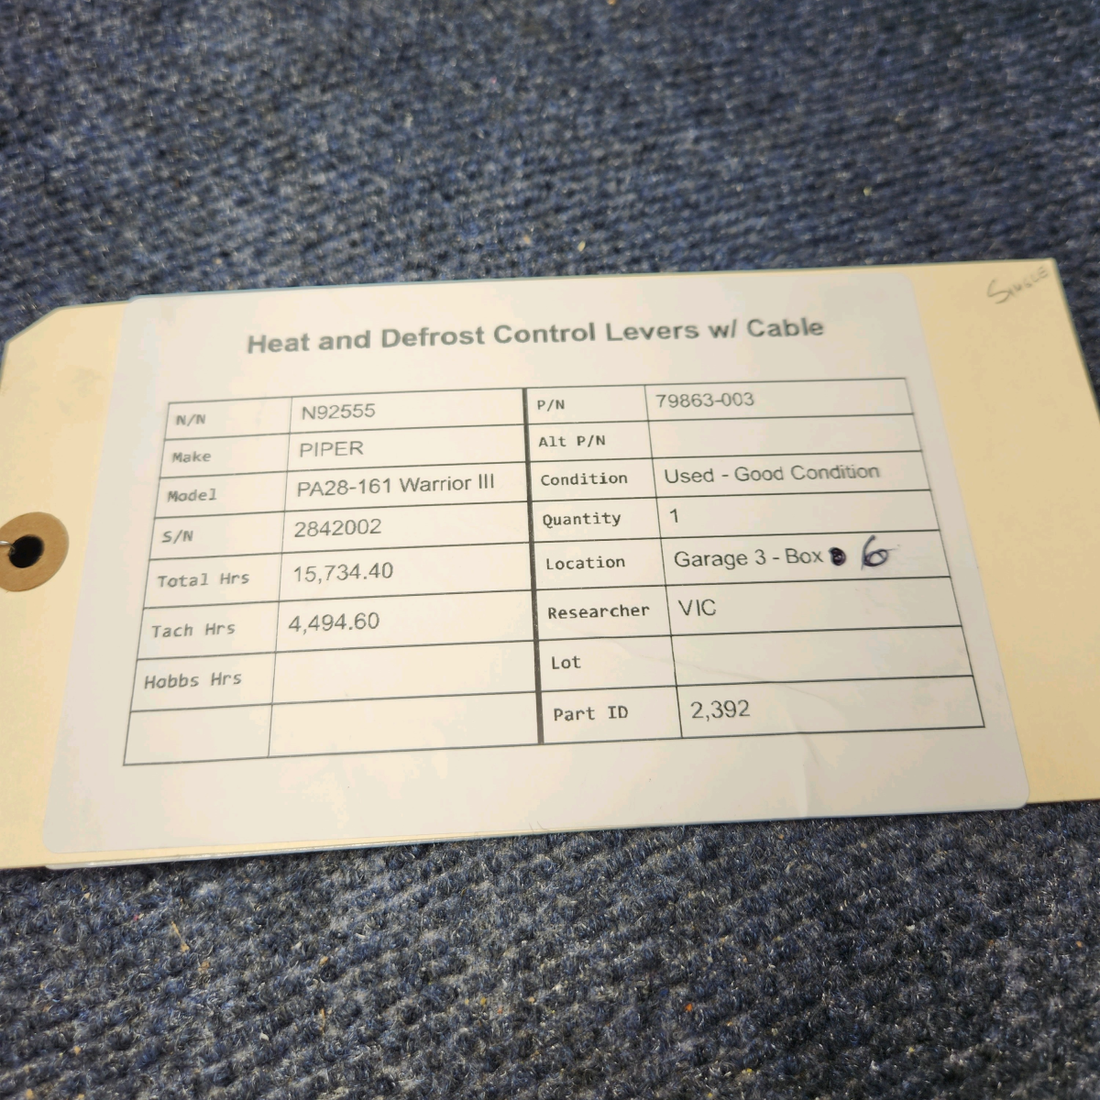 SINGLE
Heat and Defrost Control Levers w/ Cable
N/N N92555 P/N 79863-003
Make PIPER Alt P/N
Model PA28-161 Warrior III Condition Used - Good Condition
S/N 2842002 Quantity 1
Total Hrs 15,734.40 Location Garage 3 - Box 6
Tach Hrs 4,494.60 Researcher VIC
Hobbs Hrs Lot
Part ID 2,392